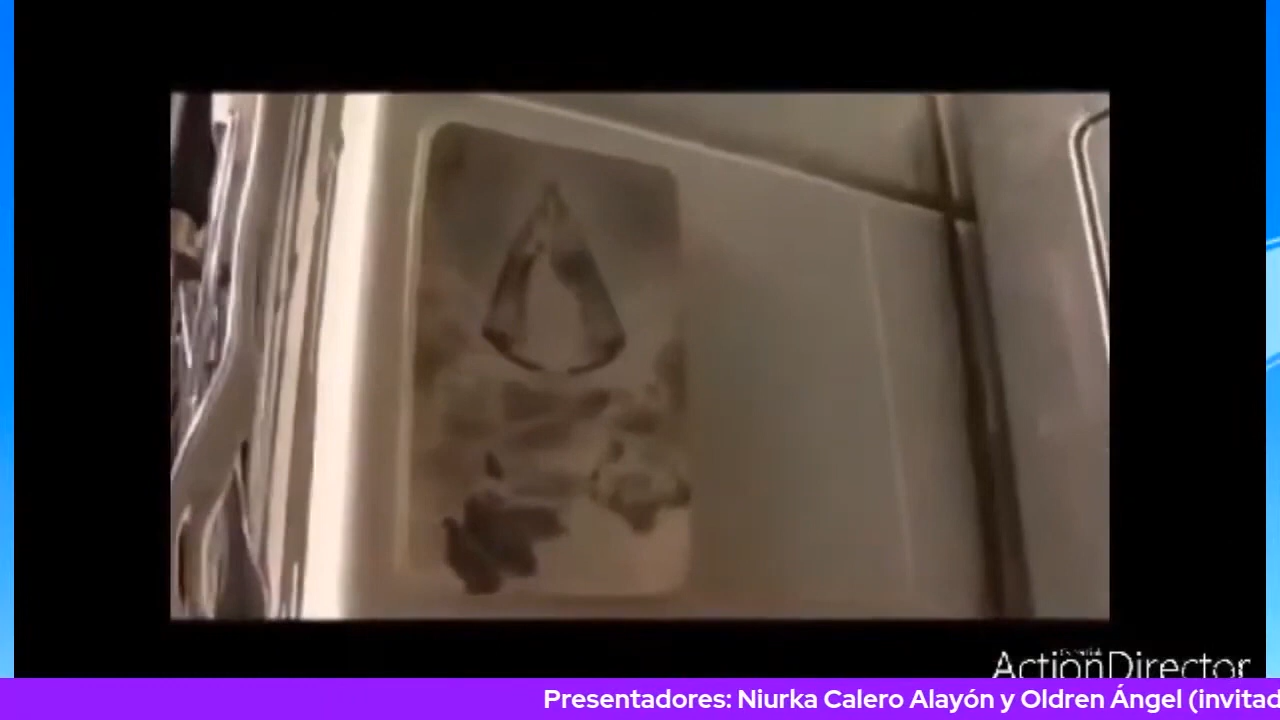 ActionDirector
Presentadores: Niurka Calero Alayón y Oldren Ángel (invitad